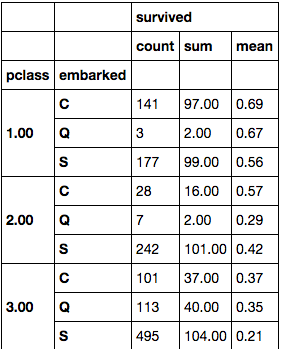 survived
count sum mean
pclass embarked
1.00 C 141 97.00 0.69
Q 3 2.00 0.67
S 177 99.00 0.56
2.00 C 28 16.00 0.57
Q 7 2.00 0.29
S 242 101.00 0.42
3.00 C 101 37.00 0.37
Q 113 40.00 0.35
S 495 104.00 0.21